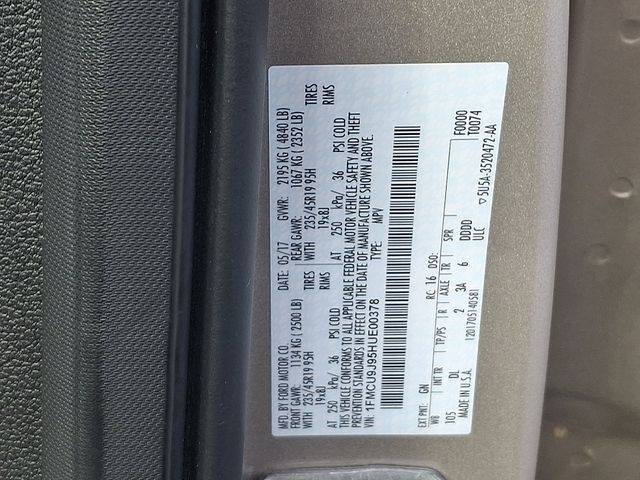 MFD. BY FORD MOTOR CO.
DATE: 05/17 GVWR: 2195 KG ( 4840 LB)
FRONT GAWR: 1134 KG ( 2500 LB) REAR GAWR: 1067 KG ( 2352 LB)
WITH 235/45R19 95H TIRES WITH 235/45R19 95H TIRES
19x8J RIMS 19x8J RIMS
AT 250 kPa/ 36 PSI COLD AT 250 kPa/ 36 PSI COLD
THIS VEHICLE CONFORMS TO ALL APPLICABLE FEDERAL MOTOR VEHICLE SAFETY AND THEFT
PREVENTION STANDARDS IN EFFECT ON THE DATE OF MANUFACTURE SHOWN ABOVE.
VIN: 1FMCU9J95HUE00378 TYPE: MPV
EXT PNT: GN RC: 16 DSO: F0000
T0074
WB INT TR TP/PS R AXLE TR SPR
105 DL 2 3A 6 DDDD
ULC
▽5U5A-3520472-AA
MADE IN U.S.A. 12017051405B1